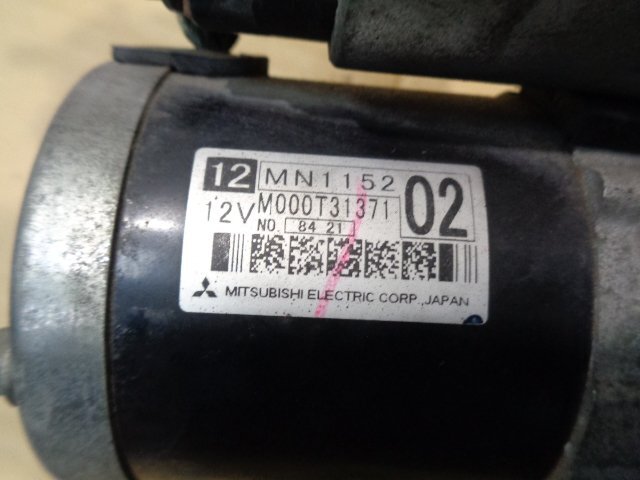 12 MN1152 02
12V M000T31371
NO. 84 21
MITSUBISHI ELECTRIC CORP., JAPAN